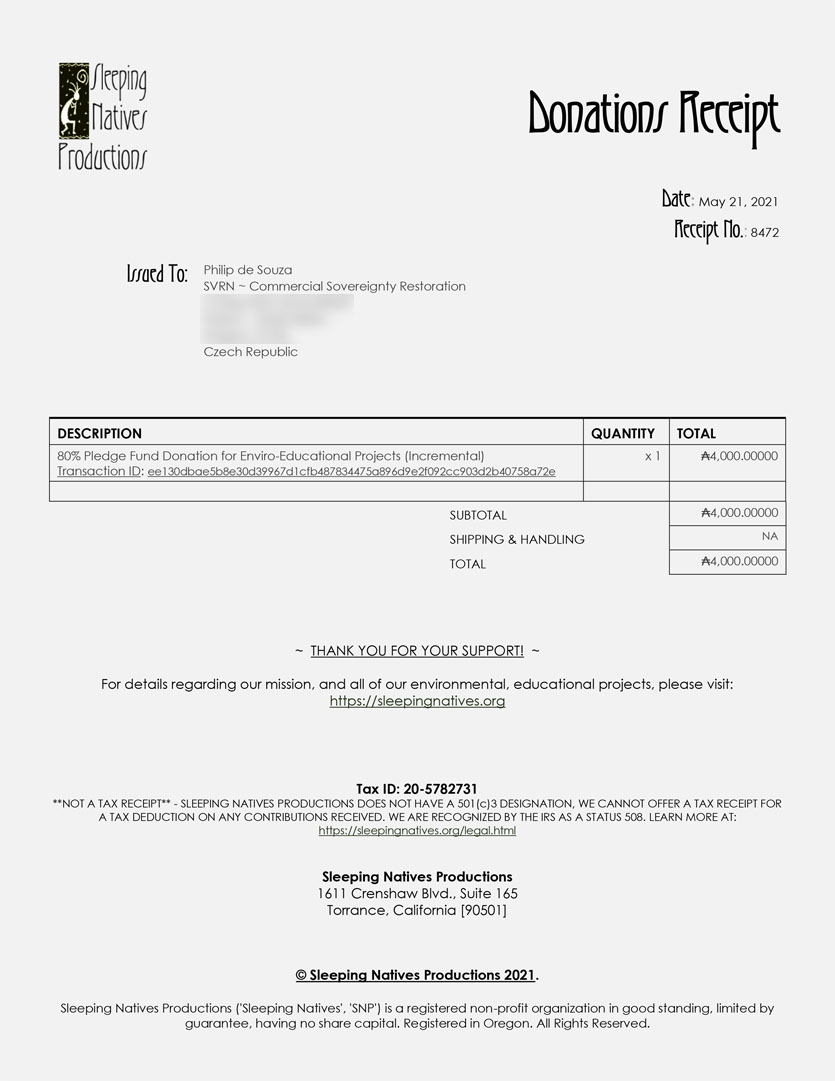 Sleeping
Natives
Productions
Donations Receipt
Date: May 21, 2021
Receipt No.: 8472
Issued To: Philip de Souza
SVRN ~ Commercial Sovereignty Restoration
Czech Republic
DESCRIPTION QUANTITY TOTAL
80% Pledge Fund Donation for Enviro-Educational Projects (Incremental) x 1 ₳4,000.00000
Transaction ID: ee130dbae5b8e30d39967d1cfb487834475a896d9e2f092cc903d2b40758a72e
SUBTOTAL ₳4,000.00000
SHIPPING & HANDLING NA
TOTAL ₳4,000.00000
~ THANK YOU FOR YOUR SUPPORT! ~
For details regarding our mission, and all of our environmental, educational projects, please visit:
https://sleepingnatives.org
Tax ID: 20-5782731
**NOT A TAX RECEIPT** - SLEEPING NATIVES PRODUCTIONS DOES NOT HAVE A 501(c)3 DESIGNATION, WE CANNOT OFFER A TAX RECEIPT FOR
A TAX DEDUCTION ON ANY CONTRIBUTIONS RECEIVED. WE ARE RECOGNIZED BY THE IRS AS A STATUS 508. LEARN MORE AT:
https://sleepingnatives.org/legal.html
Sleeping Natives Productions
1611 Crenshaw Blvd., Suite 165
Torrance, California [90501]
© Sleeping Natives Productions 2021.
Sleeping Natives Productions ('Sleeping Natives', 'SNP') is a registered non-profit organization in good standing, limited by
guarantee, having no share capital. Registered in Oregon. All Rights Reserved.